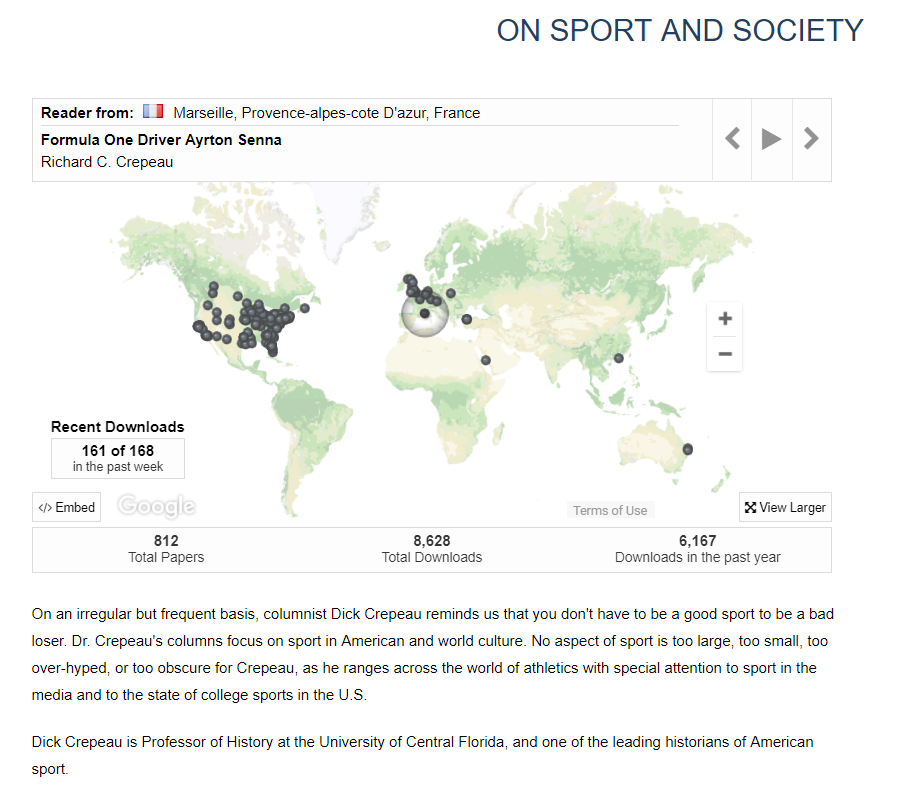 ON SPORT AND SOCIETY
Reader from: Marseille, Provence-alpes-cote D'azur, France
Formula One Driver Ayrton Senna
Richard C. Crepeau
+
−
Recent Downloads
161 of 168
in the past week
</> Embed
Google
Terms of Use
View Larger
812
Total Papers
8,628
Total Downloads
6,167
Downloads in the past year
On an irregular but frequent basis, columnist Dick Crepeau reminds us that you don't have to be a good sport to be a bad
loser. Dr. Crepeau's columns focus on sport in American and world culture. No aspect of sport is too large, too small, too
over-hyped, or too obscure for Crepeau, as he ranges across the world of athletics with special attention to sport in the
media and to the state of college sports in the U.S.
Dick Crepeau is Professor of History at the University of Central Florida, and one of the leading historians of American
sport.